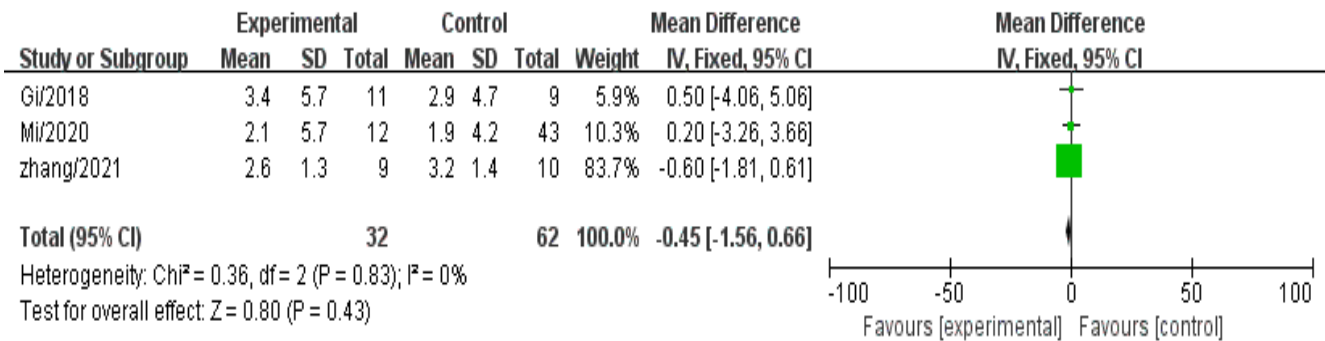 Experimental Control Mean Difference Mean Difference
Study or Subgroup Mean SD Total Mean SD Total Weight IV, Fixed, 95% CI IV, Fixed, 95% CI
Gi/2018 3.4 5.7 11 2.9 4.7 9 5.9% 0.50 [-4.06, 5.06]
Mi/2020 2.1 5.7 12 1.9 4.2 43 10.3% 0.20 [-3.26, 3.66]
zhang/2021 2.6 1.3 9 3.2 1.4 10 83.7% -0.60 [-1.81, 0.61]
Total (95% CI) 32 62 100.0% -0.45 [-1.56, 0.66]
Heterogeneity: Chi² = 0.36, df = 2 (P = 0.83); I² = 0%
Test for overall effect: Z = 0.80 (P = 0.43)
-100 -50 0 50 100
Favours [experimental] Favours [control]